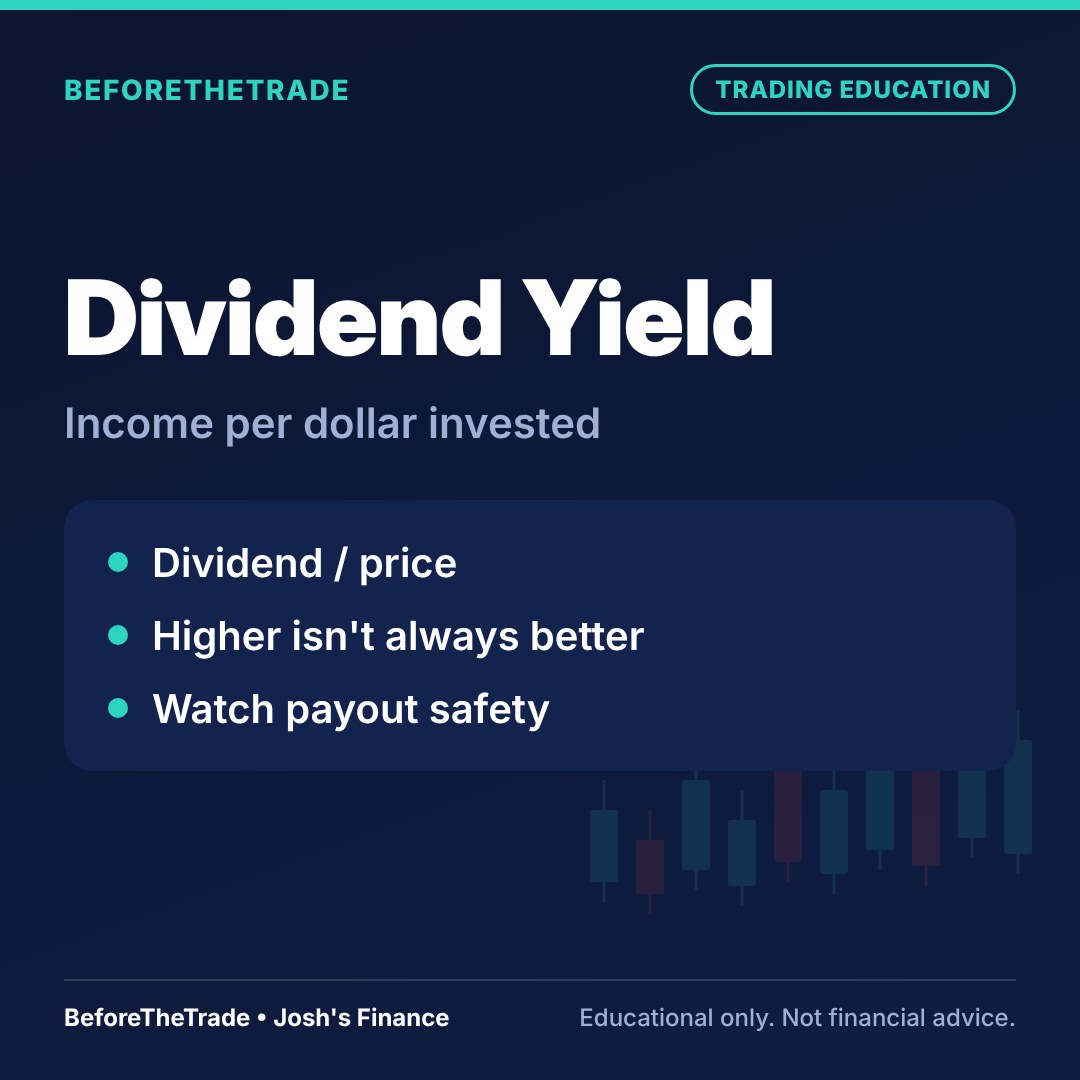 BEFORETHETRADE
TRADING EDUCATION
Dividend Yield
Income per dollar invested
Dividend / price
Higher isn't always better
Watch payout safety
BeforeTheTrade • Josh's Finance
Educational only. Not financial advice.